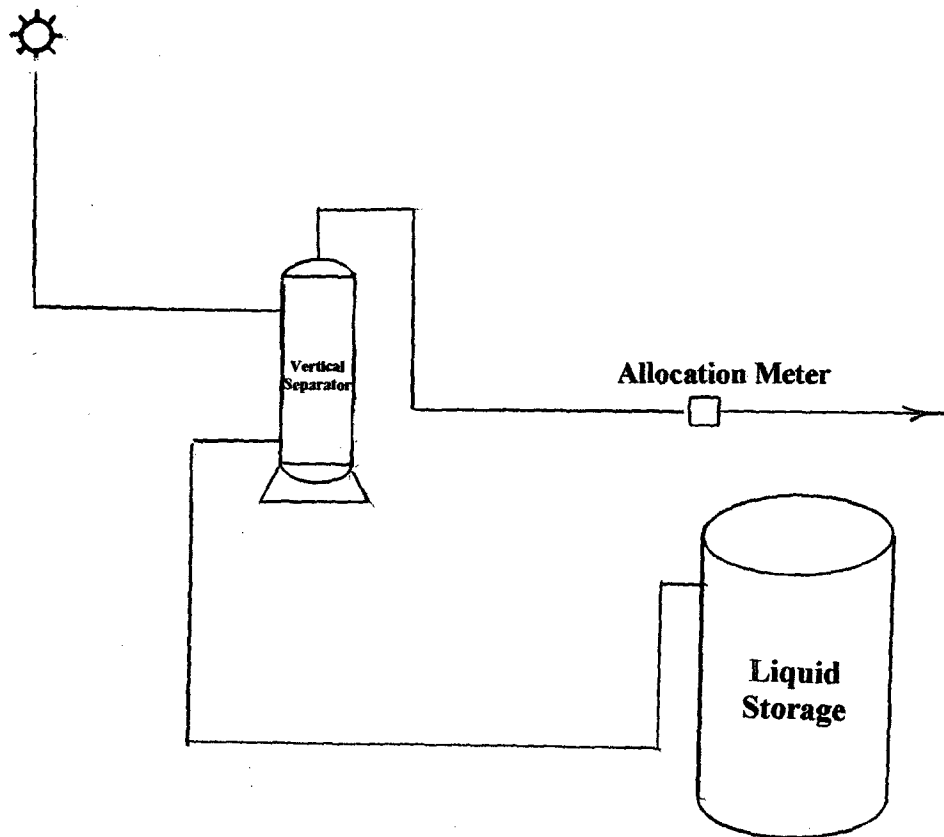 Vertical
Separator
Allocation Meter
Liquid
Storage